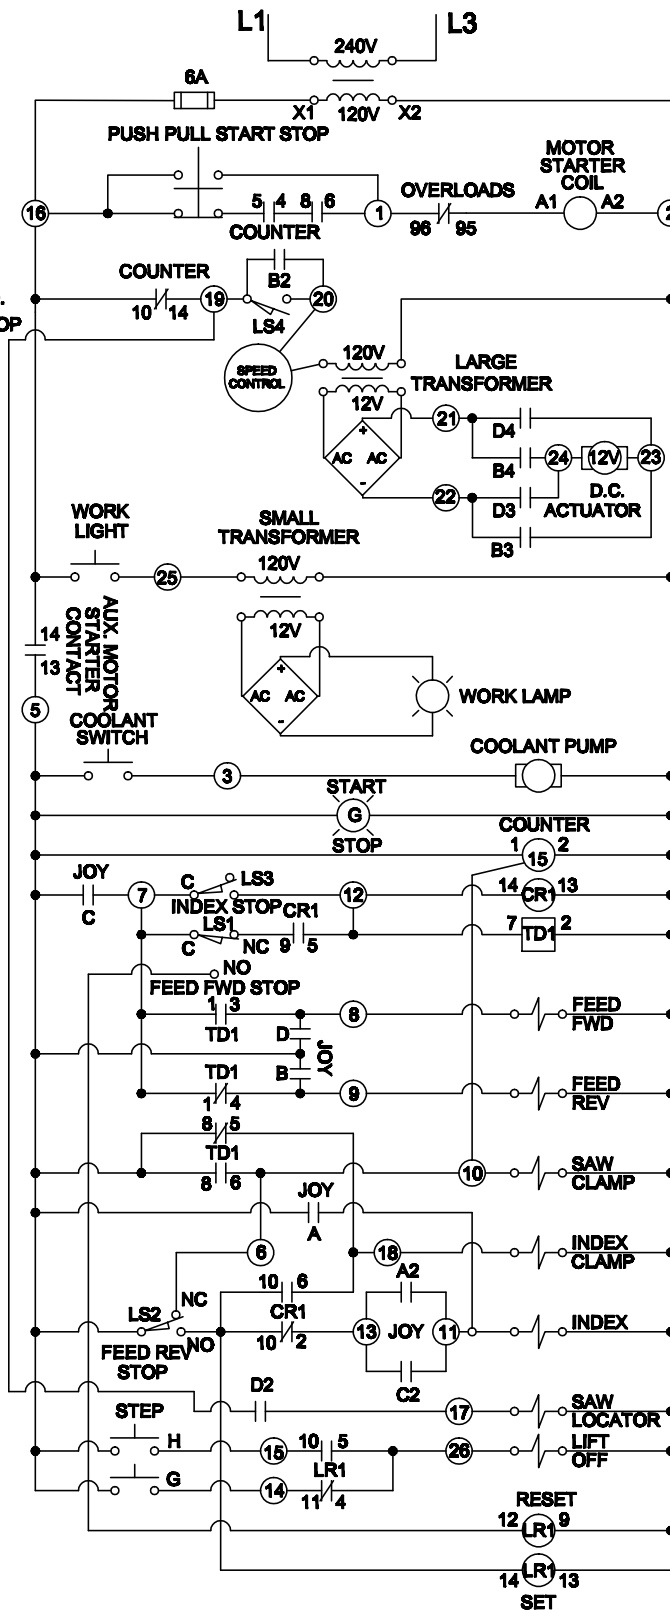 L1 L3
240V
6A
X1 120V X2
PUSH PULL START STOP
MOTOR
STARTER
COIL
5 4 8 6
OVERLOADS
A1 A2
16 1
COUNTER
96 95
B2
COUNTER
10 14
19 20
LS4
OP
SPEED
CONTROL
120V
12V
LARGE
TRANSFORMER
+
AC AC
-
21
D4
B4
24 12V 23
22
D3
D.C.
ACTUATOR
B3
WORK
LIGHT
SMALL
TRANSFORMER
120V
25
12V
14
13
AUX. MOTOR
STARTER
CONTACT
+
AC AC
-
WORK LAMP
5
COOLANT
SWITCH
3
COOLANT PUMP
START
G
STOP
COUNTER
1 15 2
JOY
C
7
C LS3
INDEX STOP
12
14 CR1 13
LS1
C NC
CR1
9 5
7 TD1 2
NO
FEED FWD STOP
1 3
TD1
D
8
FEED
FWD
JOY
TD1
1 4
B
9
FEED
REV
8 5
TD1
8 6
10
SAW
CLAMP
JOY
A
6
18
INDEX
CLAMP
10 6
CR1
10 2
A2
LS2
NC
NO
FEED REV
STOP
13 JOY 11
INDEX
C2
D2
17
SAW
LOCATOR
STEP
H
15
10 5
26
LIFT
OFF
G
14
LR1
11 4
RESET
12 LR1 9
14 LR1 13
SET